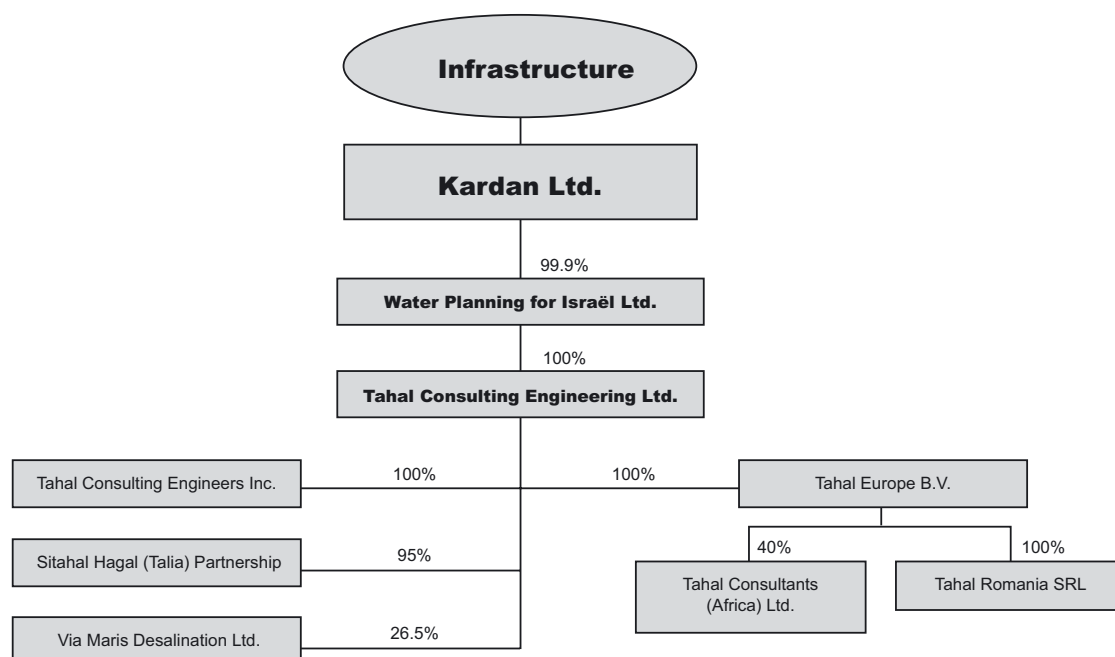 Infrastructure
Kardan Ltd.
99.9%
Water Planning for Israël Ltd.
100%
Tahal Consulting Engineering Ltd.
Tahal Consulting Engineers Inc.
100%
100%
Tahal Europe B.V.
Sitahal Hagal (Talia) Partnership
95%
40%
100%
Tahal Consultants
(Africa) Ltd.
Tahal Romania SRL
Via Maris Desalination Ltd.
26.5%